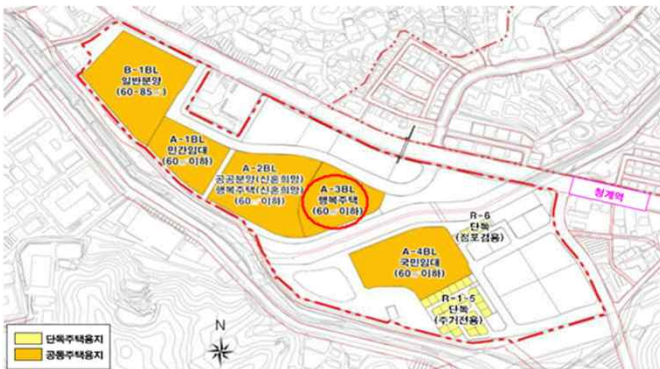 B-1BL
일반분양
(60-85㎡)
A-1BL
민간임대
(60㎡이하)
A-2BL
공공분양(신혼희망)
행복주택(신혼희망)
(60㎡이하)
A-3BL
행복주택
(60㎡이하)
청계역
R-6
단독
(점포겸용)
A-4BL
국민임대
(60㎡이하)
R-1~5
단독
(주거전용)
N
단독주택용지
공동주택용지